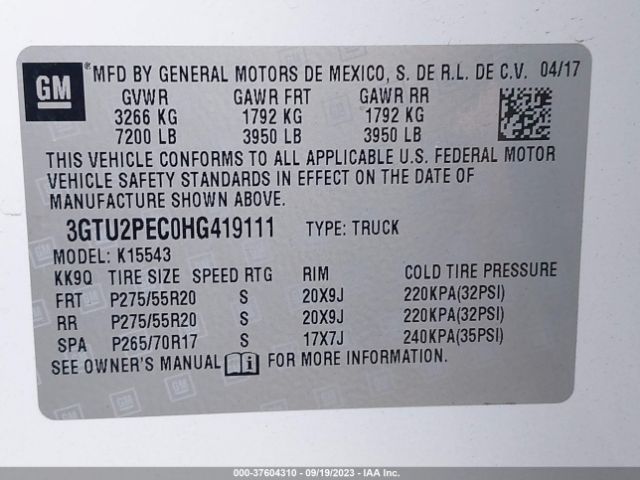 GM ® MFD BY GENERAL MOTORS DE MEXICO, S. DE R.L. DE C.V. 04/17
GVWR GAWR FRT GAWR RR
3266 KG 1792 KG 1792 KG
7200 LB 3950 LB 3950 LB
THIS VEHICLE CONFORMS TO ALL APPLICABLE U.S. FEDERAL MOTOR
VEHICLE SAFETY STANDARDS IN EFFECT ON THE DATE OF
MANUFACTURE SHOWN ABOVE.
3GTU2PEC0HG419111 TYPE: TRUCK
MODEL: K15543
KK9Q TIRE SIZE SPEED RTG RIM COLD TIRE PRESSURE
FRT P275/55R20 S 20X9J 220KPA(32PSI)
RR P275/55R20 S 20X9J 220KPA(32PSI)
SPA P265/70R17 S 17X7J 240KPA(35PSI)
SEE OWNER'S MANUAL i FOR MORE INFORMATION.
000-37604310 - 09/19/2023 - IAA Inc.